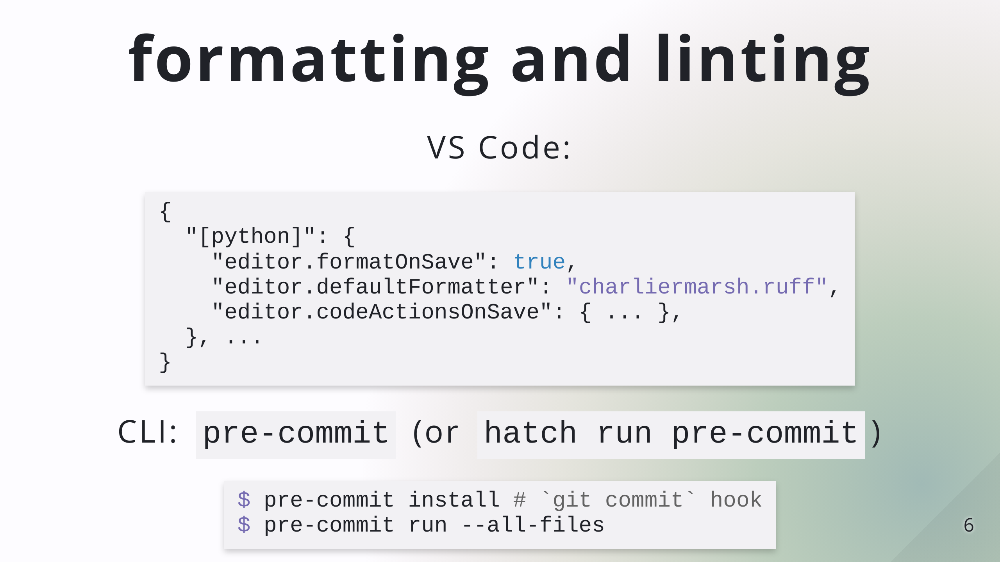 formatting and linting
VS Code:
{
  "[python]": {
    "editor.formatOnSave": true,
    "editor.defaultFormatter": "charliermarsh.ruff",
    "editor.codeActionsOnSave": { ... },
  }, ...
}
CLI: pre-commit (or hatch run pre-commit)
$ pre-commit install # `git commit` hook
$ pre-commit run --all-files
6